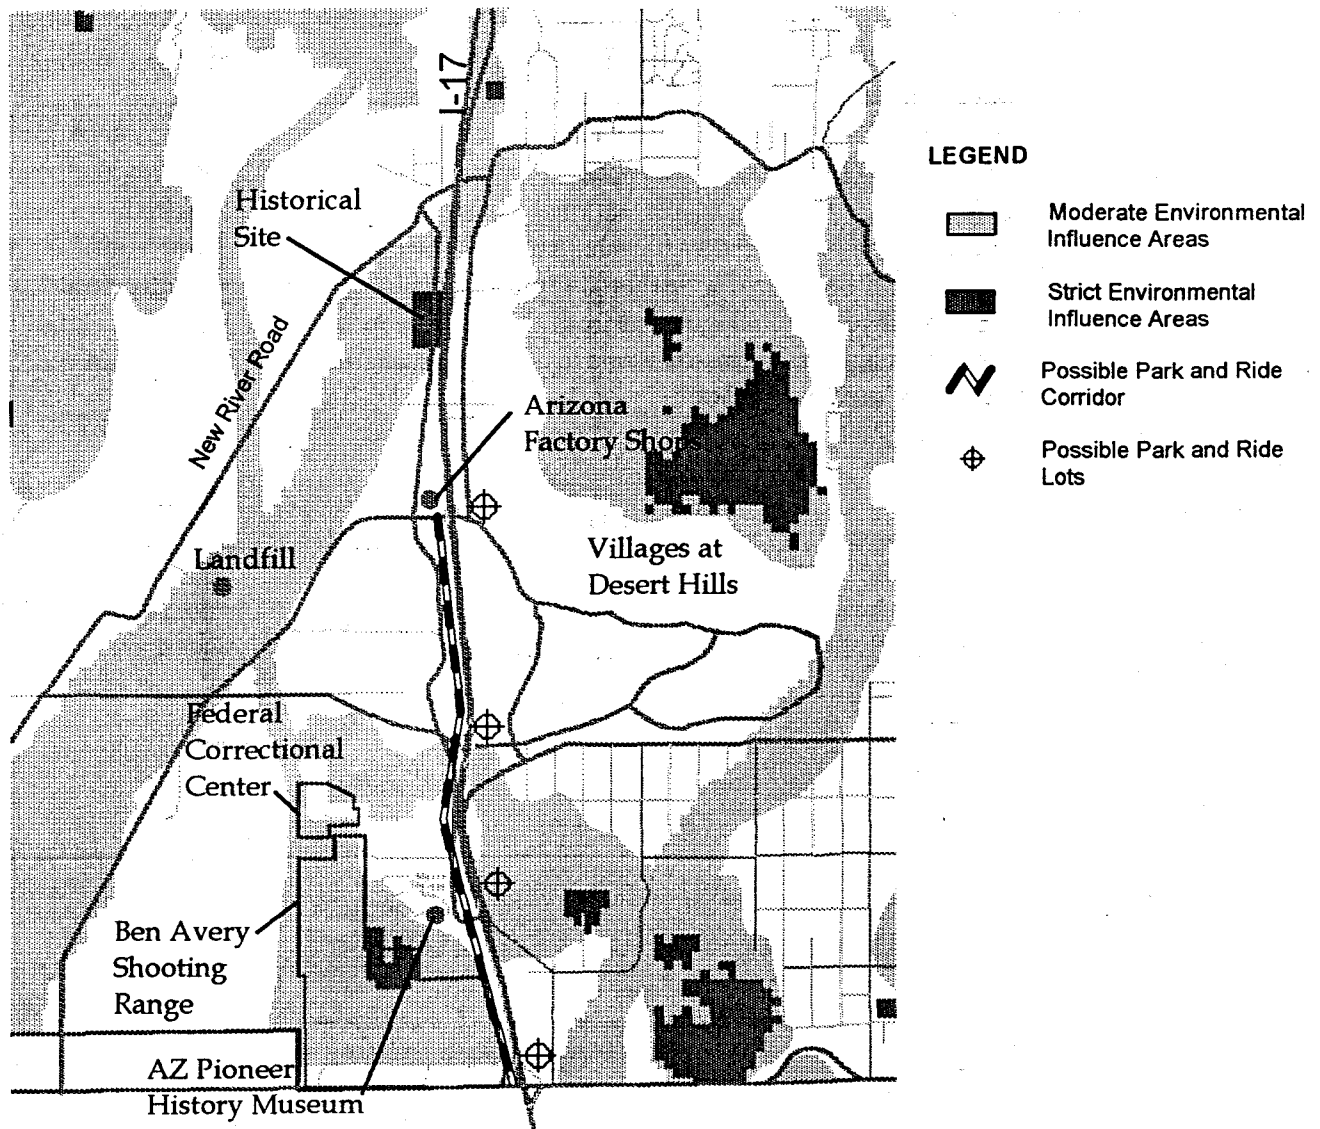 I-17
Historical
Site
New River Road
Arizona
Factory Shops
Landfill
Villages at
Desert Hills
Federal
Correctional
Center
Ben Avery
Shooting
Range
AZ Pioneer
History Museum
LEGEND
Moderate Environmental
Influence Areas
Strict Environmental
Influence Areas
Possible Park and Ride
Corridor
Possible Park and Ride
Lots